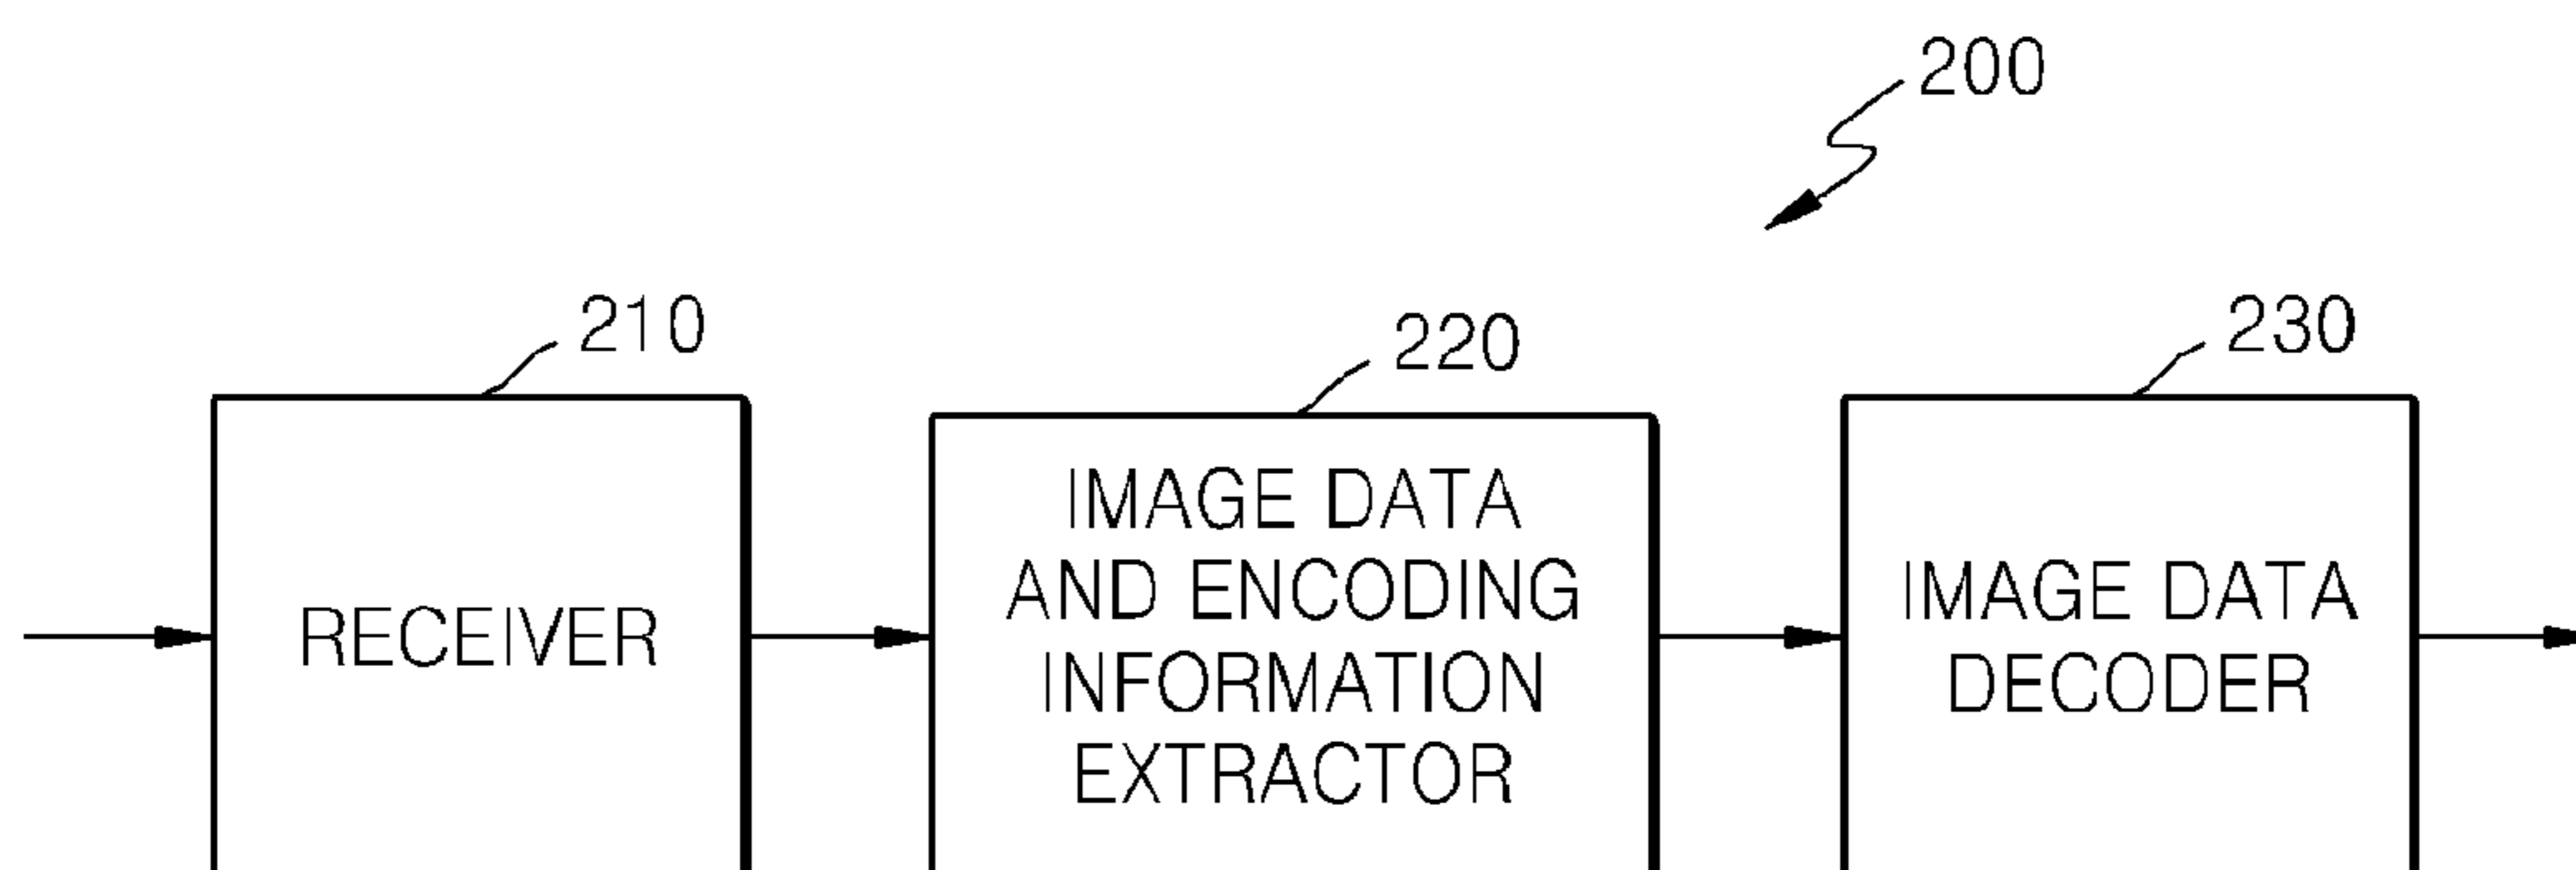 200
210
220
230
RECEIVER
IMAGE DATA
AND ENCODING
INFORMATION
EXTRACTOR
IMAGE DATA
DECODER